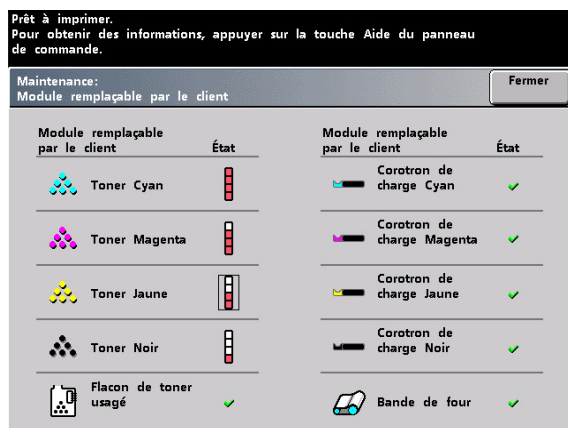 Prêt à imprimer.
Pour obtenir des informations, appuyer sur la touche Aide du panneau
de commande.
Maintenance:
Module remplaçable par le client
Fermer
Module remplaçable
par le client
État
Toner Cyan
Toner Magenta
Toner Jaune
Toner Noir
Flacon de toner
usagé
Module remplaçable
par le client
État
Corotron de
charge Cyan
Corotron de
charge Magenta
Corotron de
charge Jaune
Corotron de
charge Noir
Bande de four